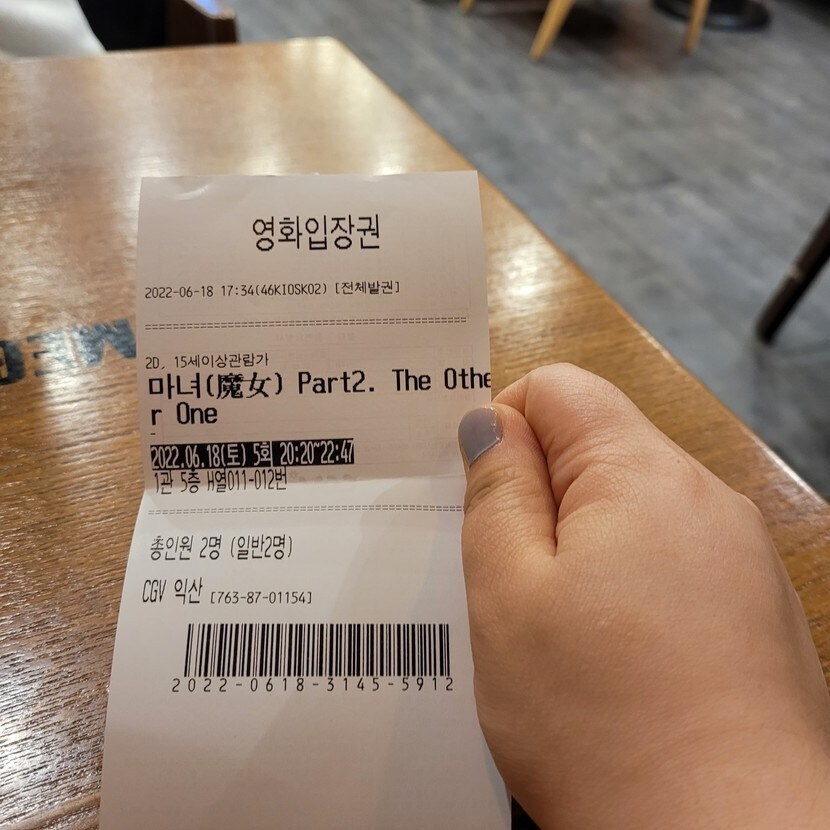 영화입장권
2022-06-18 17:34(46KIOSK02) [전체발권]
2D, 15세이상관람가
마녀(魔女) Part2. The Othe
r One
2022.06.18(토) 5회 20:20~22:47
1관 5층 H열011-012번
총인원 2명 (일반2명)
CGV 익산 [763-87-01154]
2022-0618-3145-5912